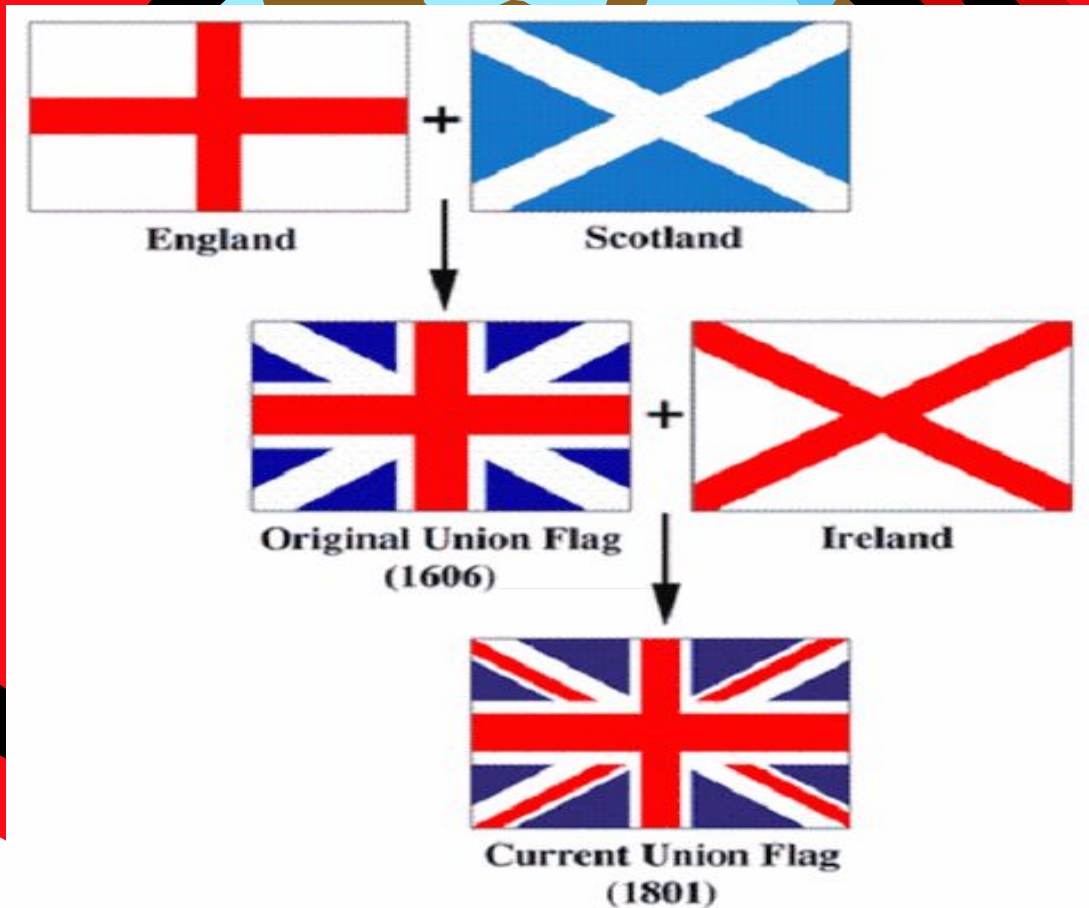 England
Scotland
Original Union Flag
(1606)
Ireland
Current Union Flag
(1801)